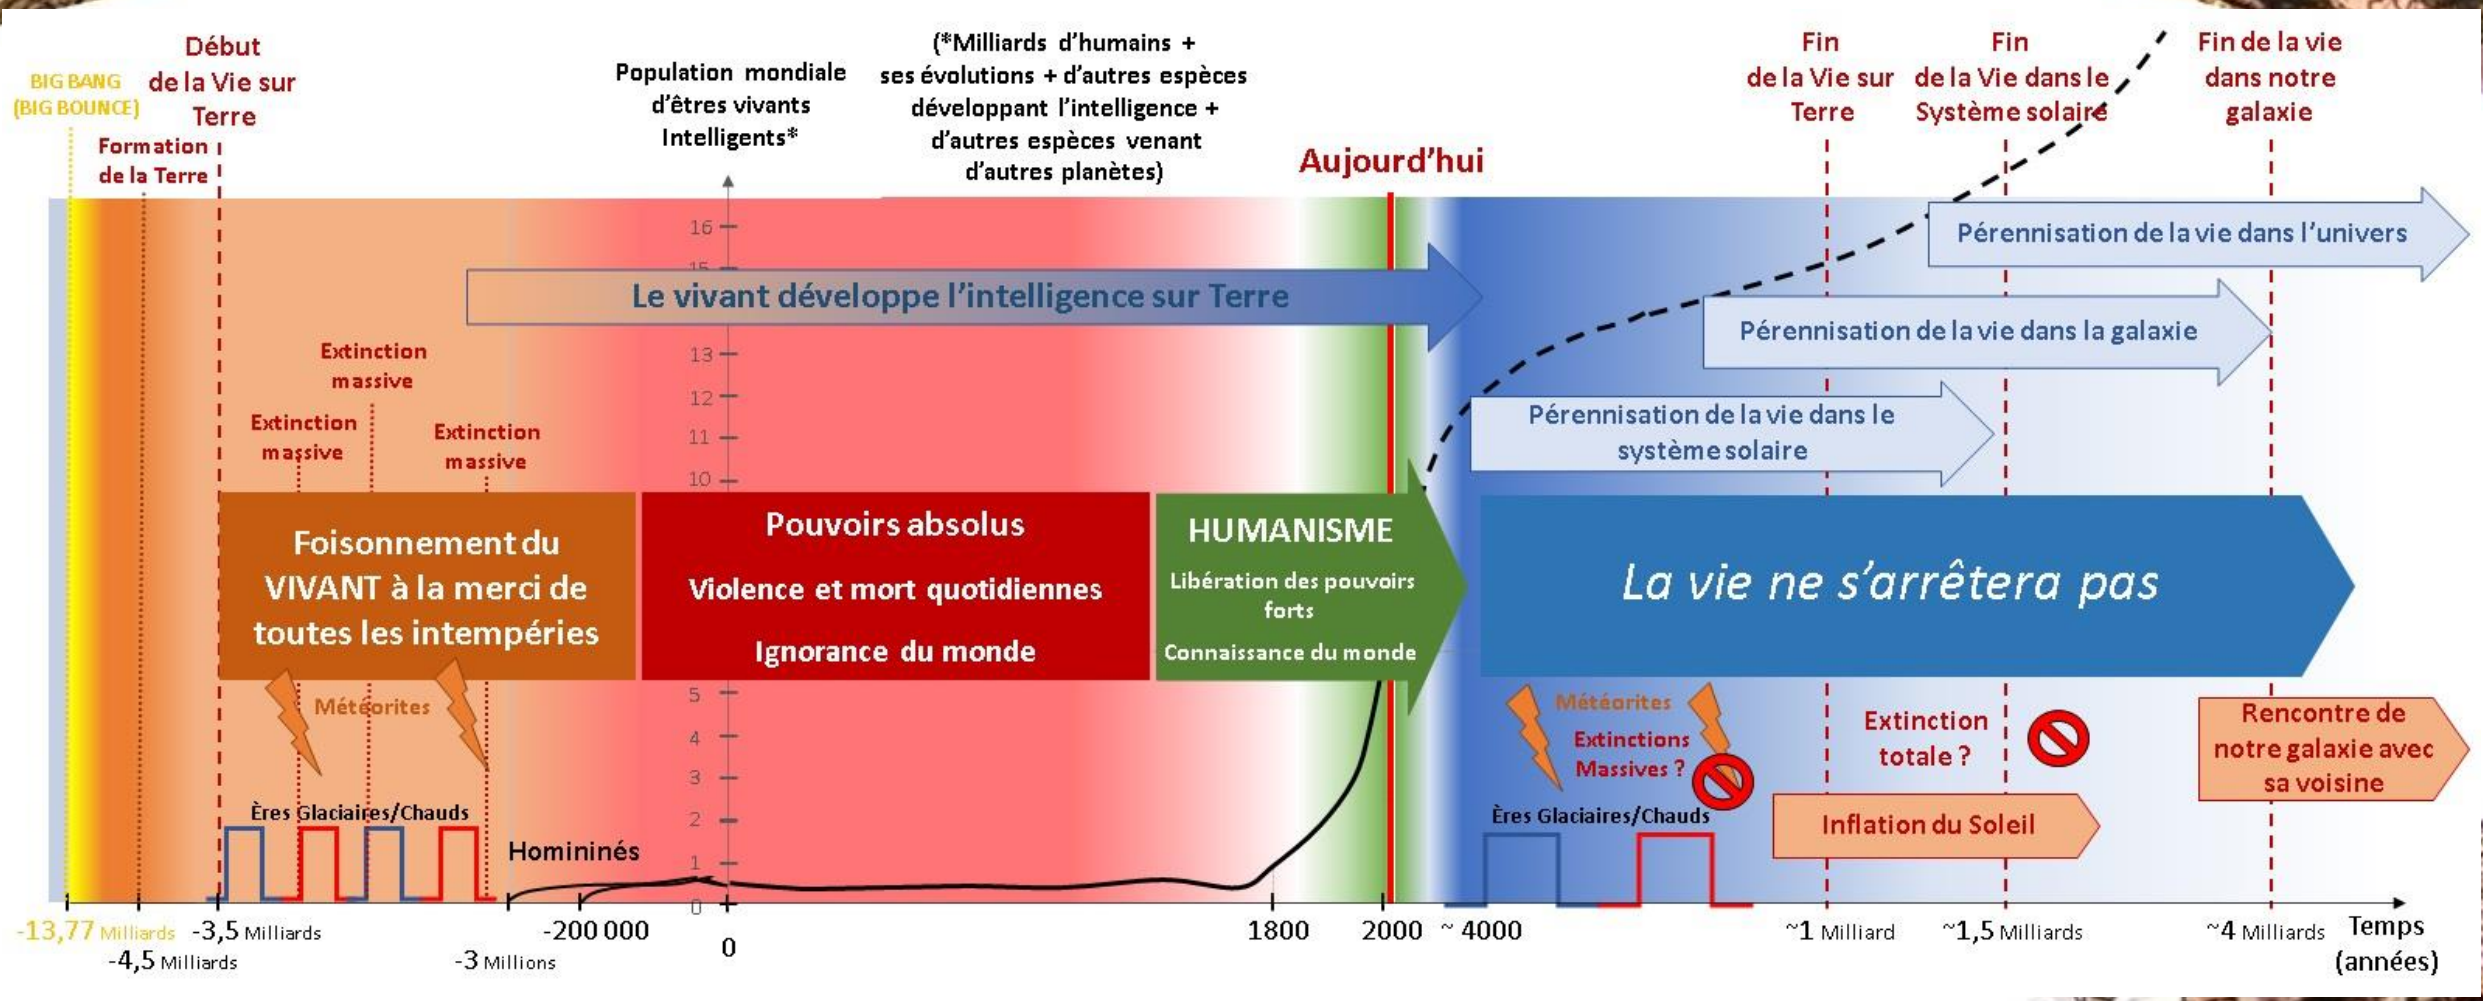 BIG BANG
(BIG BOUNCE)
Début
de la Vie sur
Terre
Formation
de la Terre
Population mondiale
d'êtres vivants
Intelligents*
(*Milliards d'humains +
ses évolutions + d'autres espèces
développant l'intelligence +
d'autres espèces venant
d'autres planètes)
Aujourd'hui
Fin
de la Vie sur
Terre
Fin
de la Vie dans le
Système solaire
Fin de la vie
dans notre
galaxie
16
15
13
12
11
10
5
4
3
2
1
0
Le vivant développe l'intelligence sur Terre
Pérennisation de la vie dans l'univers
Pérennisation de la vie dans la galaxie
Pérennisation de la vie dans le
système solaire
Extinction
massive
Extinction
massive
Extinction
massive
Foisonnement du
VIVANT à la merci de
toutes les intempéries
Pouvoirs absolus
Violence et mort quotidiennes
Ignorance du monde
HUMANISME
Libération des pouvoirs
forts
Connaissance du monde
La vie ne s'arrêtera pas
Météorites
Ères Glaciaires/Chauds
Homininés
Météorites
Extinctions
Massives ?
Ères Glaciaires/Chauds
Extinction
totale ?
Inflation du Soleil
Rencontre de
notre galaxie avec
sa voisine
-13,77 Milliards
-4,5 Milliards
-3,5 Milliards
-3 Millions
-200 000
0
1800
2000
~ 4000
~1 Milliard
~1,5 Milliards
~4 Milliards
Temps
(années)